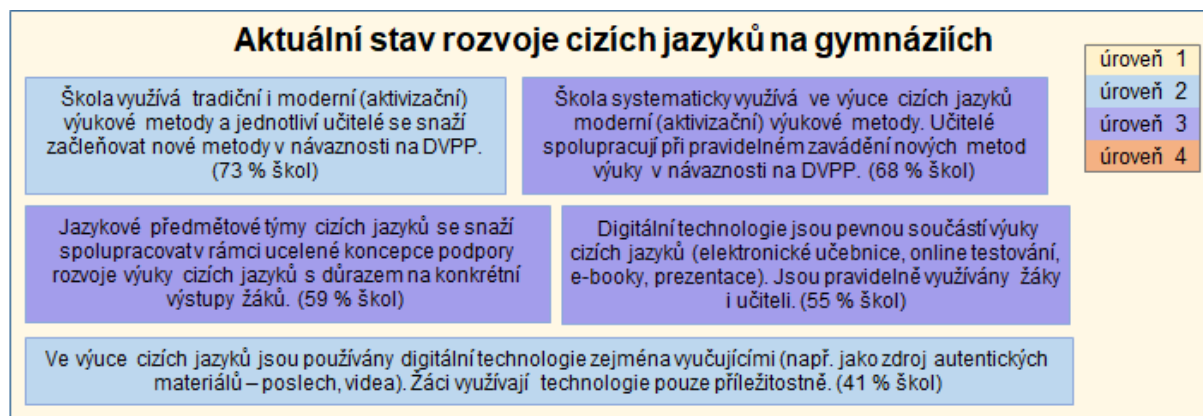 Aktuální stav rozvoje cizích jazyků na gymnáziích
úroveň 1
úroveň 2
úroveň 3
úroveň 4
Škola využívá tradiční i moderní (aktivizační)
výukové metody a jednotliví učitelé se snaží
začleňovat nové metody v návaznosti na DVPP.
(73 % škol)
Škola systematicky využívá ve výuce cizích jazyků
moderní (aktivizační) výukové metody. Učitelé
spolupracují při pravidelném zavádění nových metod
výuky v návaznosti na DVPP. (68 % škol)
Jazykové předmětové týmy cizích jazyků se snaží
spolupracovat v rámci ucelené koncepce podpory
rozvoje výuky cizích jazyků s důrazem na konkrétní
výstupy žáků. (59 % škol)
Digitální technologie jsou pevnou součástí výuky
cizích jazyků (elektronické učebnice, online testování,
e-booky, prezentace). Jsou pravidelně využívány žáky
i učiteli. (55 % škol)
Ve výuce cizích jazyků jsou používány digitální technologie zejména vyučujícími (např. jako zdroj autentických
materiálů – poslech, videa). Žáci využívají technologie pouze příležitostně. (41 % škol)